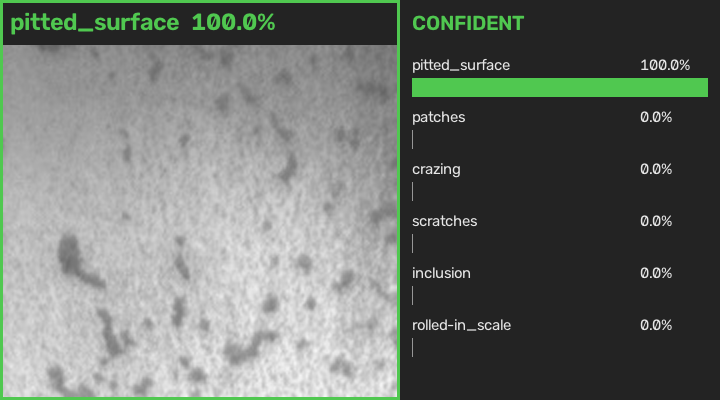 pitted_surface 100.0%
CONFIDENT
pitted_surface 100.0%
patches 0.0%
crazing 0.0%
scratches 0.0%
inclusion 0.0%
rolled-in_scale 0.0%